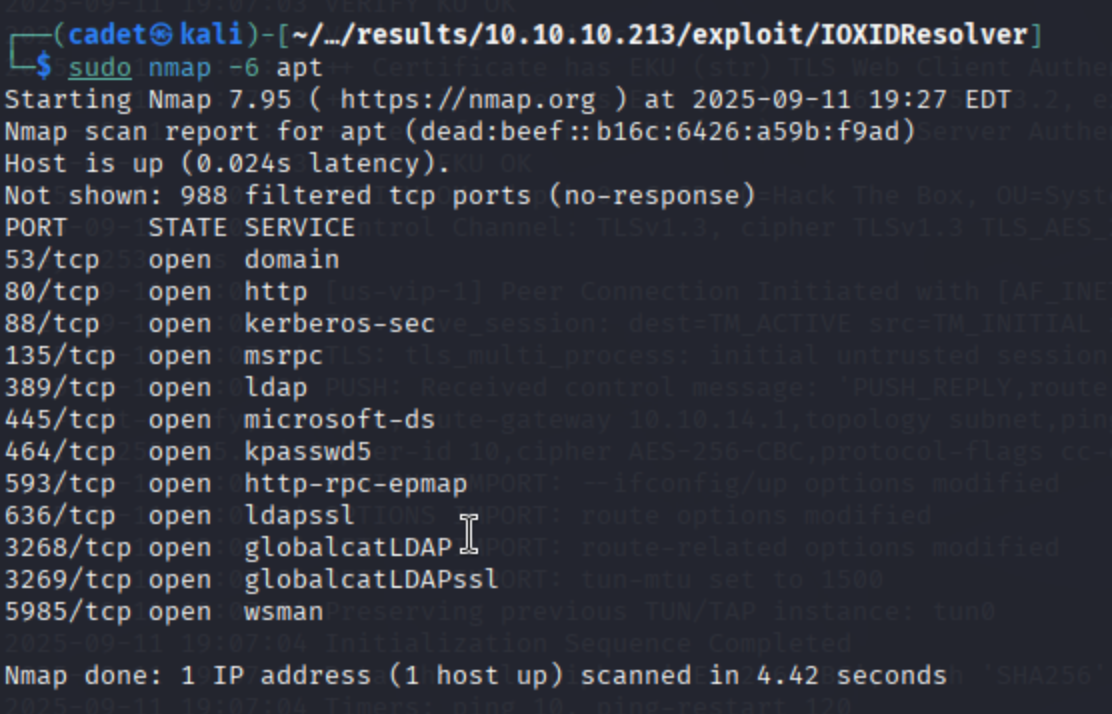 ┌──(cadet㉿kali)-[~/…/results/10.10.10.213/exploit/IOXIDResolver]
└─$ sudo nmap -6 apt
Starting Nmap 7.95 ( https://nmap.org ) at 2025-09-11 19:27 EDT
Nmap scan report for apt (dead:beef::b16c:6426:a59b:f9ad)
Host is up (0.024s latency).
Not shown: 988 filtered tcp ports (no-response)
PORT     STATE SERVICE
53/tcp   open  domain
80/tcp   open  http
88/tcp   open  kerberos-sec
135/tcp  open  msrpc
389/tcp  open  ldap
445/tcp  open  microsoft-ds
464/tcp  open  kpasswd5
593/tcp  open  http-rpc-epmap
636/tcp  open  ldapssl
3268/tcp open  globalcatLDAP
3269/tcp open  globalcatLDAPssl
5985/tcp open  wsman
Nmap done: 1 IP address (1 host up) scanned in 4.42 seconds